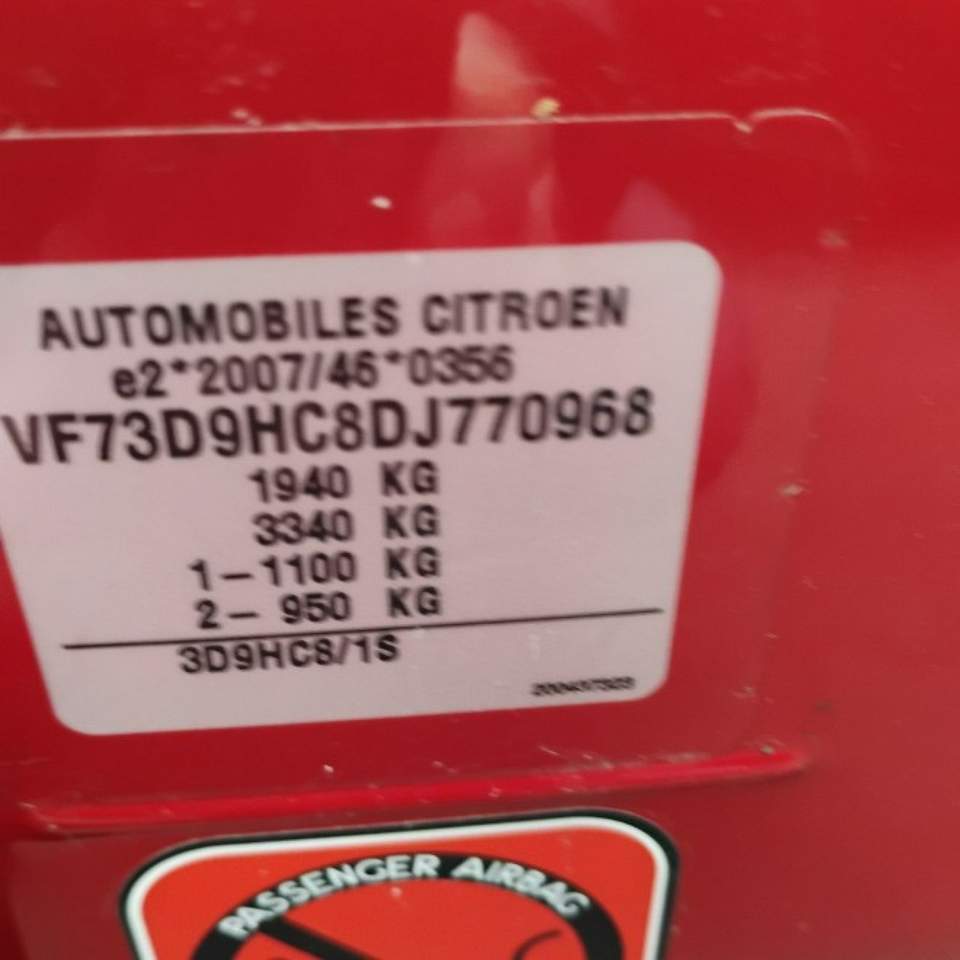 AUTOMOBILES CITROEN
e2*2007/46*0356
VF73D9HC8DJ770968
1940 KG
3340 KG
1-1100 KG
2- 950 KG
3D9HC8/1S
PASSENGER AIRBAG